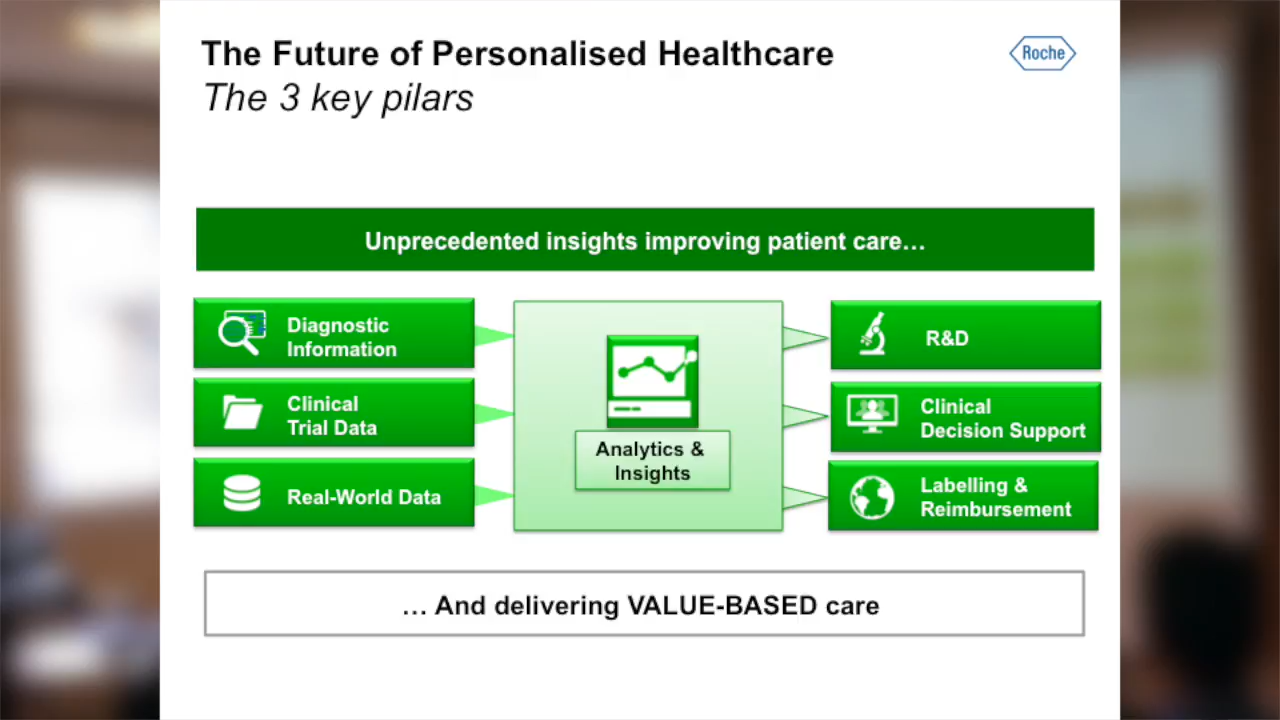 The Future of Personalised Healthcare
Roche
The 3 key pilars
Unprecedented insights improving patient care…
Diagnostic
Information
Clinical
Trial Data
Real-World Data
Analytics &
Insights
R&D
Clinical
Decision Support
Labelling &
Reimbursement
… And delivering VALUE-BASED care